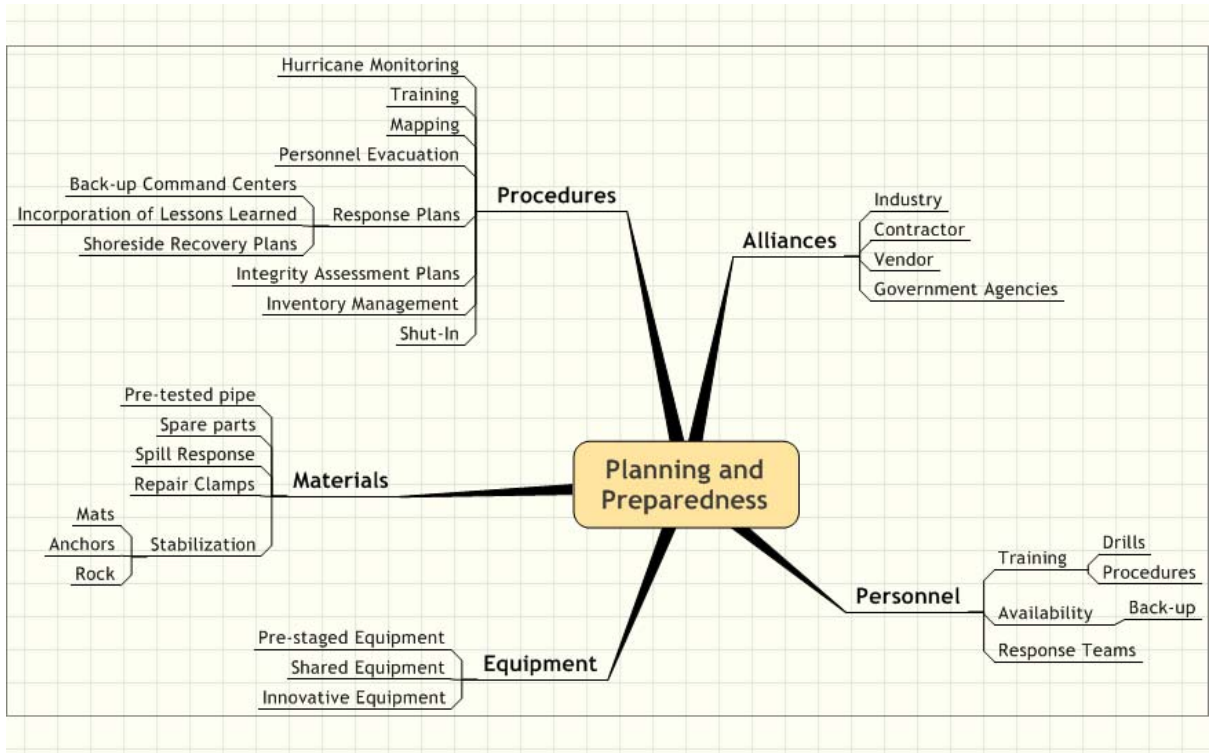 Hurricane Monitoring
Training
Mapping
Personnel Evacuation
Back-up Command Centers
Incorporation of Lessons Learned
Shoreside Recovery Plans
Response Plans
Integrity Assessment Plans
Inventory Management
Shut-In
Procedures
Alliances
Industry
Contractor
Vendor
Government Agencies
Pre-tested pipe
Spare parts
Spill Response
Repair Clamps
Mats
Anchors
Rock
Stabilization
Materials
Planning and
Preparedness
Personnel
Training
Drills
Procedures
Availability
Back-up
Response Teams
Pre-staged Equipment
Shared Equipment
Innovative Equipment
Equipment